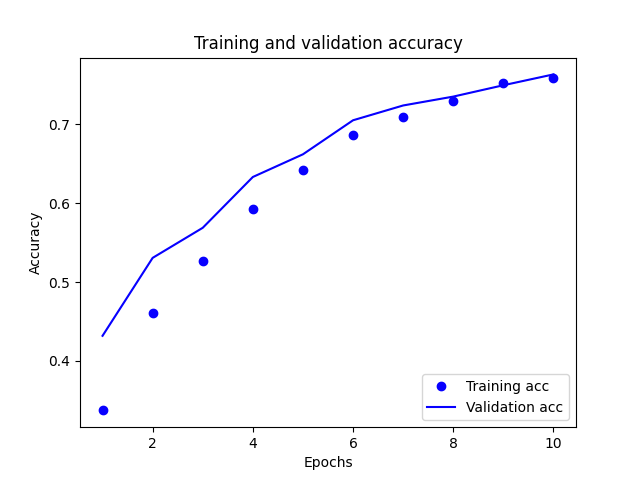 Training and validation accuracy
Accuracy
0.7
0.6
0.5
0.4
Training acc
Validation acc
2 4 6 8 10
Epochs